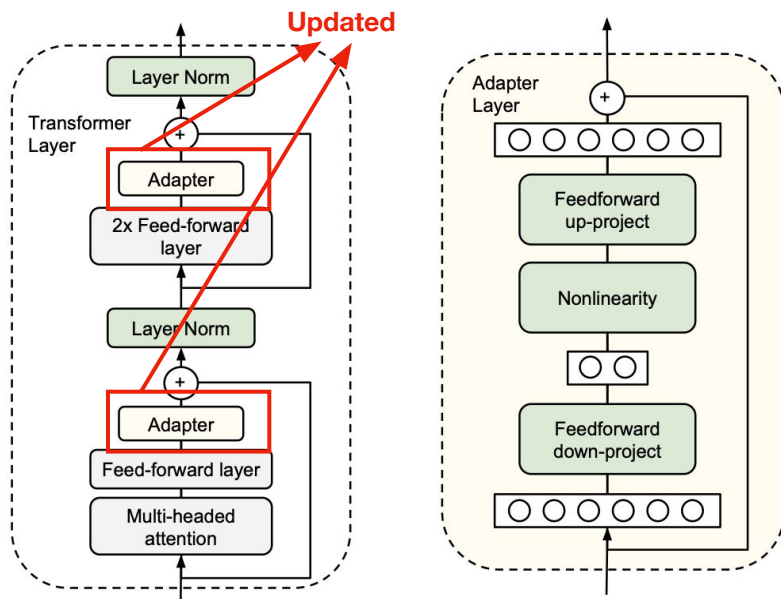 Updated
Layer Norm
+
Transformer
Layer
Adapter
2x Feed-forward
layer
Layer Norm
+
Adapter
Feed-forward layer
Multi-headed
attention
Adapter
Layer
+
Feedforward
up-project
Nonlinearity
Feedforward
down-project